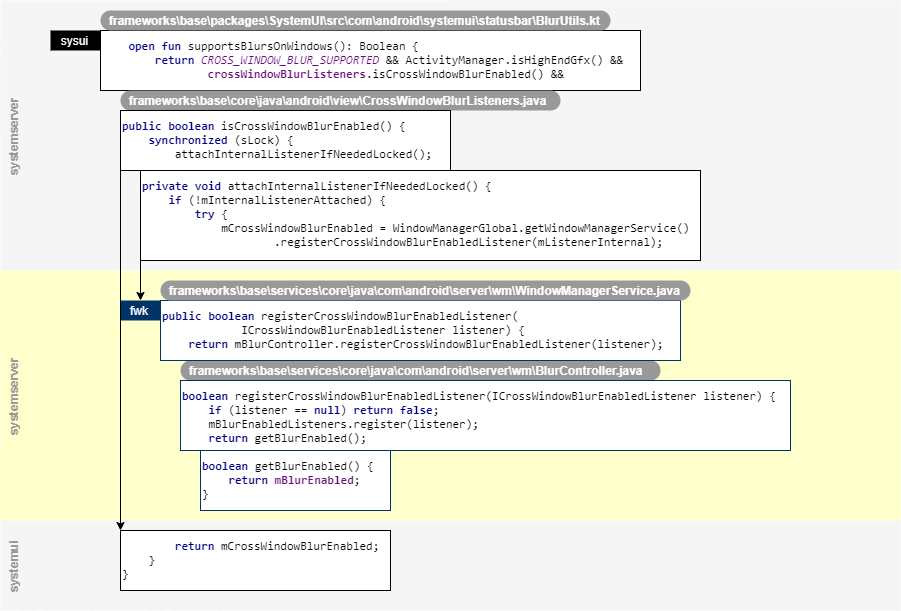 frameworks\base\packages\SystemUI\src\com\android\systemui\statusbar\BlurUtils.kt
sysui
open fun supportsBlursOnWindows(): Boolean {
return CROSS_WINDOW_BLUR_SUPPORTED && ActivityManager.isHighEndGfx() &&
crossWindowBlurListeners.isCrossWindowBlurEnabled() &&
systemserver
frameworks\base\core\java\android\view\CrossWindowBlurListeners.java
public boolean isCrossWindowBlurEnabled() {
synchronized (sLock) {
attachInternalListenerIfNeededLocked();
private void attachInternalListenerIfNeededLocked() {
if (!mInternalListenerAttached) {
try {
mCrossWindowBlurEnabled = WindowManagerGlobal.getWindowManagerService()
.registerCrossWindowBlurEnabledListener(mListenerInternal);
systemserver
frameworks\base\services\core\java\com\android\server\wm\WindowManagerService.java
fwk
public boolean registerCrossWindowBlurEnabledListener(
ICrossWindowBlurEnabledListener listener) {
return mBlurController.registerCrossWindowBlurEnabledListener(listener);
frameworks\base\services\core\java\com\android\server\wm\BlurController.java
boolean registerCrossWindowBlurEnabledListener(ICrossWindowBlurEnabledListener listener) {
if (listener == null) return false;
mBlurEnabledListeners.register(listener);
return getBlurEnabled();
boolean getBlurEnabled() {
return mBlurEnabled;
}
systemui
return mCrossWindowBlurEnabled;
}
}